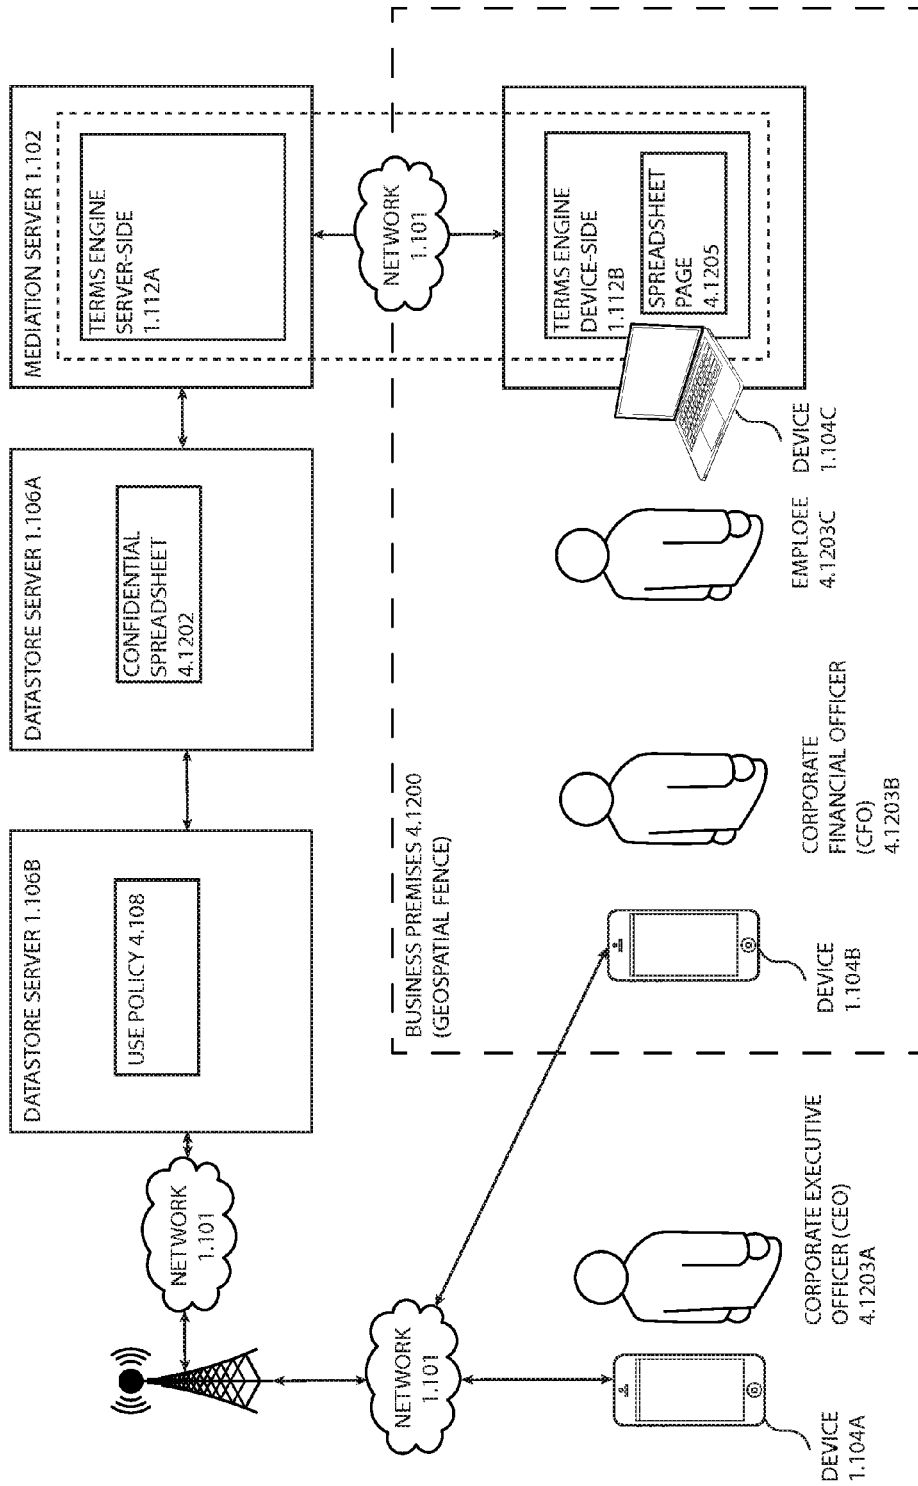 DATASTORE SERVER 1.106B
USE POLICY 4.108
DATASTORE SERVER 1.106A
CONFIDENTIAL
SPREADSHEET
4.1202
MEDIATION SERVER 1.102
TERMS ENGINE
SERVER-SIDE
1.112A
NETWORK
1.101
NETWORK
1.101
NETWORK
1.101
BUSINESS PREMISES 4.1200
(GEOSPATIAL FENCE)
TERMS ENGINE
DEVICE-SIDE
1.112B
SPREADSHEET
PAGE
4.1205
DEVICE
1.104A
CORPORATE EXECUTIVE
OFFICER (CEO)
4.1203A
DEVICE
1.104B
CORPORATE
FINANCIAL OFFICER
(CFO)
4.1203B
EMPLOEE
4.1203C
DEVICE
1.104C